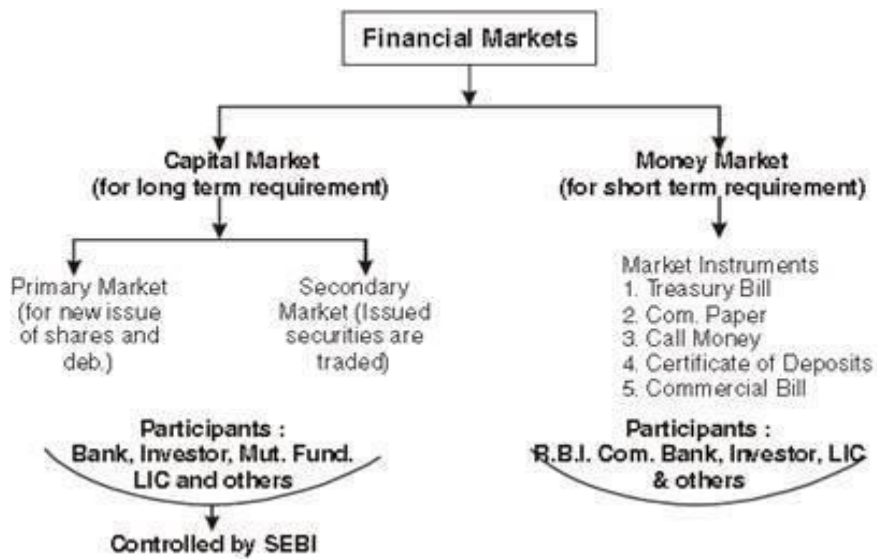 Financial Markets
Capital Market
(for long term requirement)
Money Market
(for short term requirement)
Primary Market
(for new issue
of shares and
deb.)
Secondary
Market (Issued
securities are
traded)
Market Instruments
1. Treasury Bill
2. Com. Paper
3. Call Money
4. Certificate of Deposits
5. Commercial Bill
Participants :
Bank, Investor, Mut. Fund.
LIC and others
Participants :
R.B.I. Com. Bank, Investor, LIC
& others
Controlled by SEBI